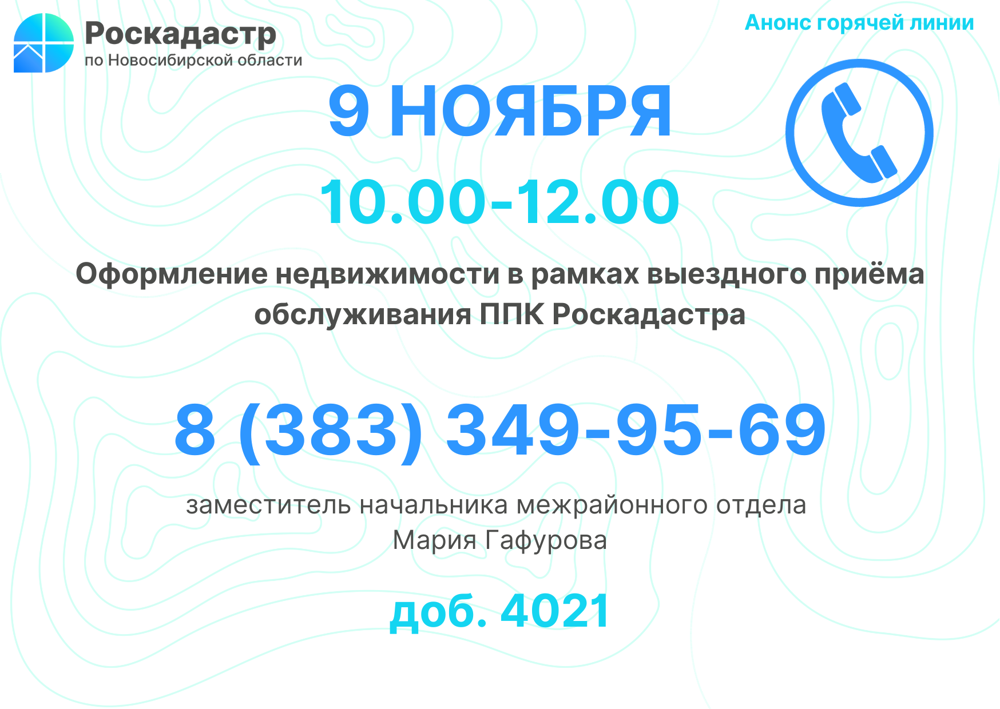 Роскадастр
по Новосибирской области
Анонс горячей линии
9 НОЯБРЯ
10.00-12.00
Оформление недвижимости в рамках выездного приёма
обслуживания ППК Роскадастра
8 (383) 349-95-69
заместитель начальника межрайонного отдела
Мария Гафурова
доб. 4021